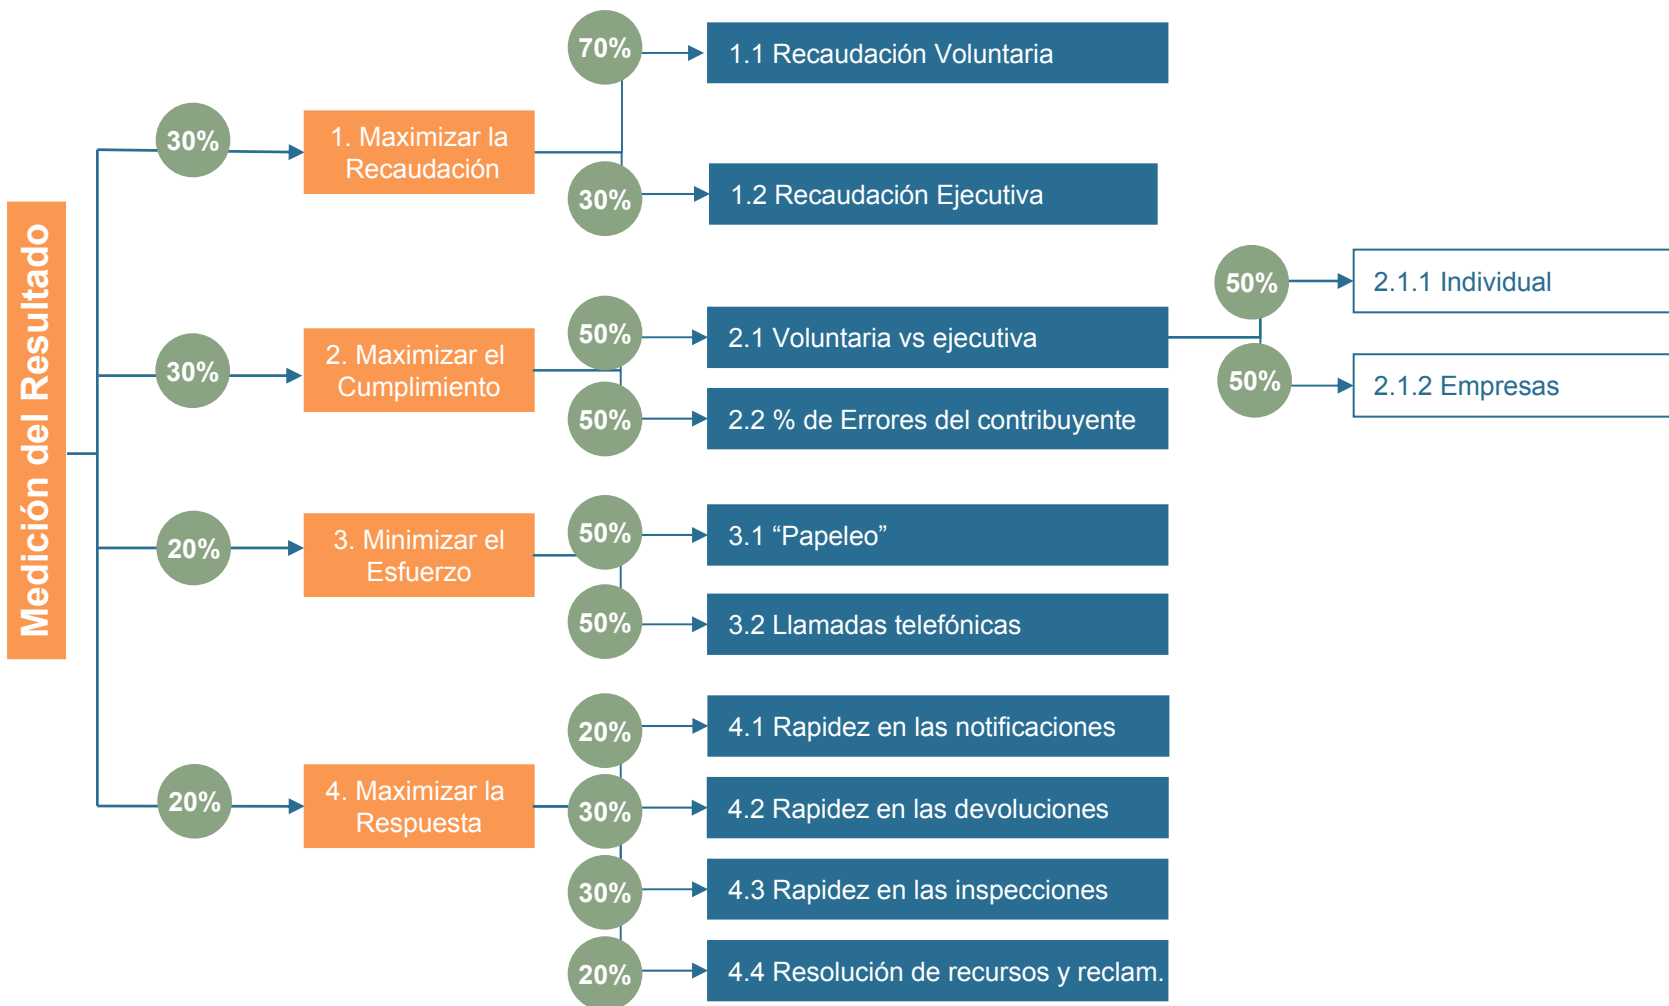 Medición del Resultado
30%
1. Maximizar la
Recaudación
70%
1.1 Recaudación Voluntaria
30%
1.2 Recaudación Ejecutiva
30%
2. Maximizar el
Cumplimiento
50%
2.1 Voluntaria vs ejecutiva
50%
2.1.1 Individual
50%
2.1.2 Empresas
50%
2.2 % de Errores del contribuyente
20%
3. Minimizar el
Esfuerzo
50%
3.1 “Papeleo”
50%
3.2 Llamadas telefónicas
20%
4. Maximizar la
Respuesta
20%
4.1 Rapidez en las notificaciones
30%
4.2 Rapidez en las devoluciones
30%
4.3 Rapidez en las inspecciones
20%
4.4 Resolución de recursos y reclam.